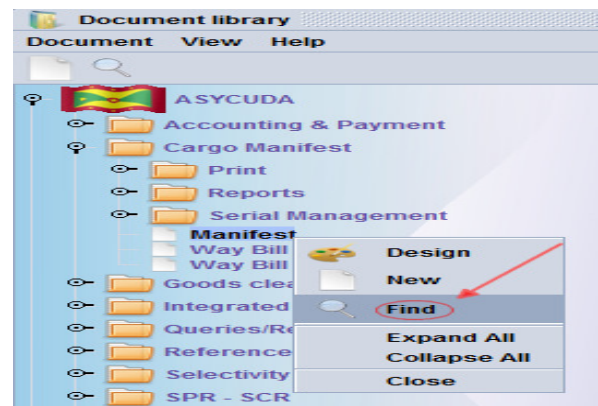 Document library
Document View Help
ASYCUDA
Accounting & Payment
Cargo Manifest
Print
Reports
Serial Management
Manifest
Way Bill
Way Bill
Goods clea
Integrated
Queries/Re
Reference
Selectivity
SPR - SCR
Design
New
Find
Expand All
Collapse All
Close